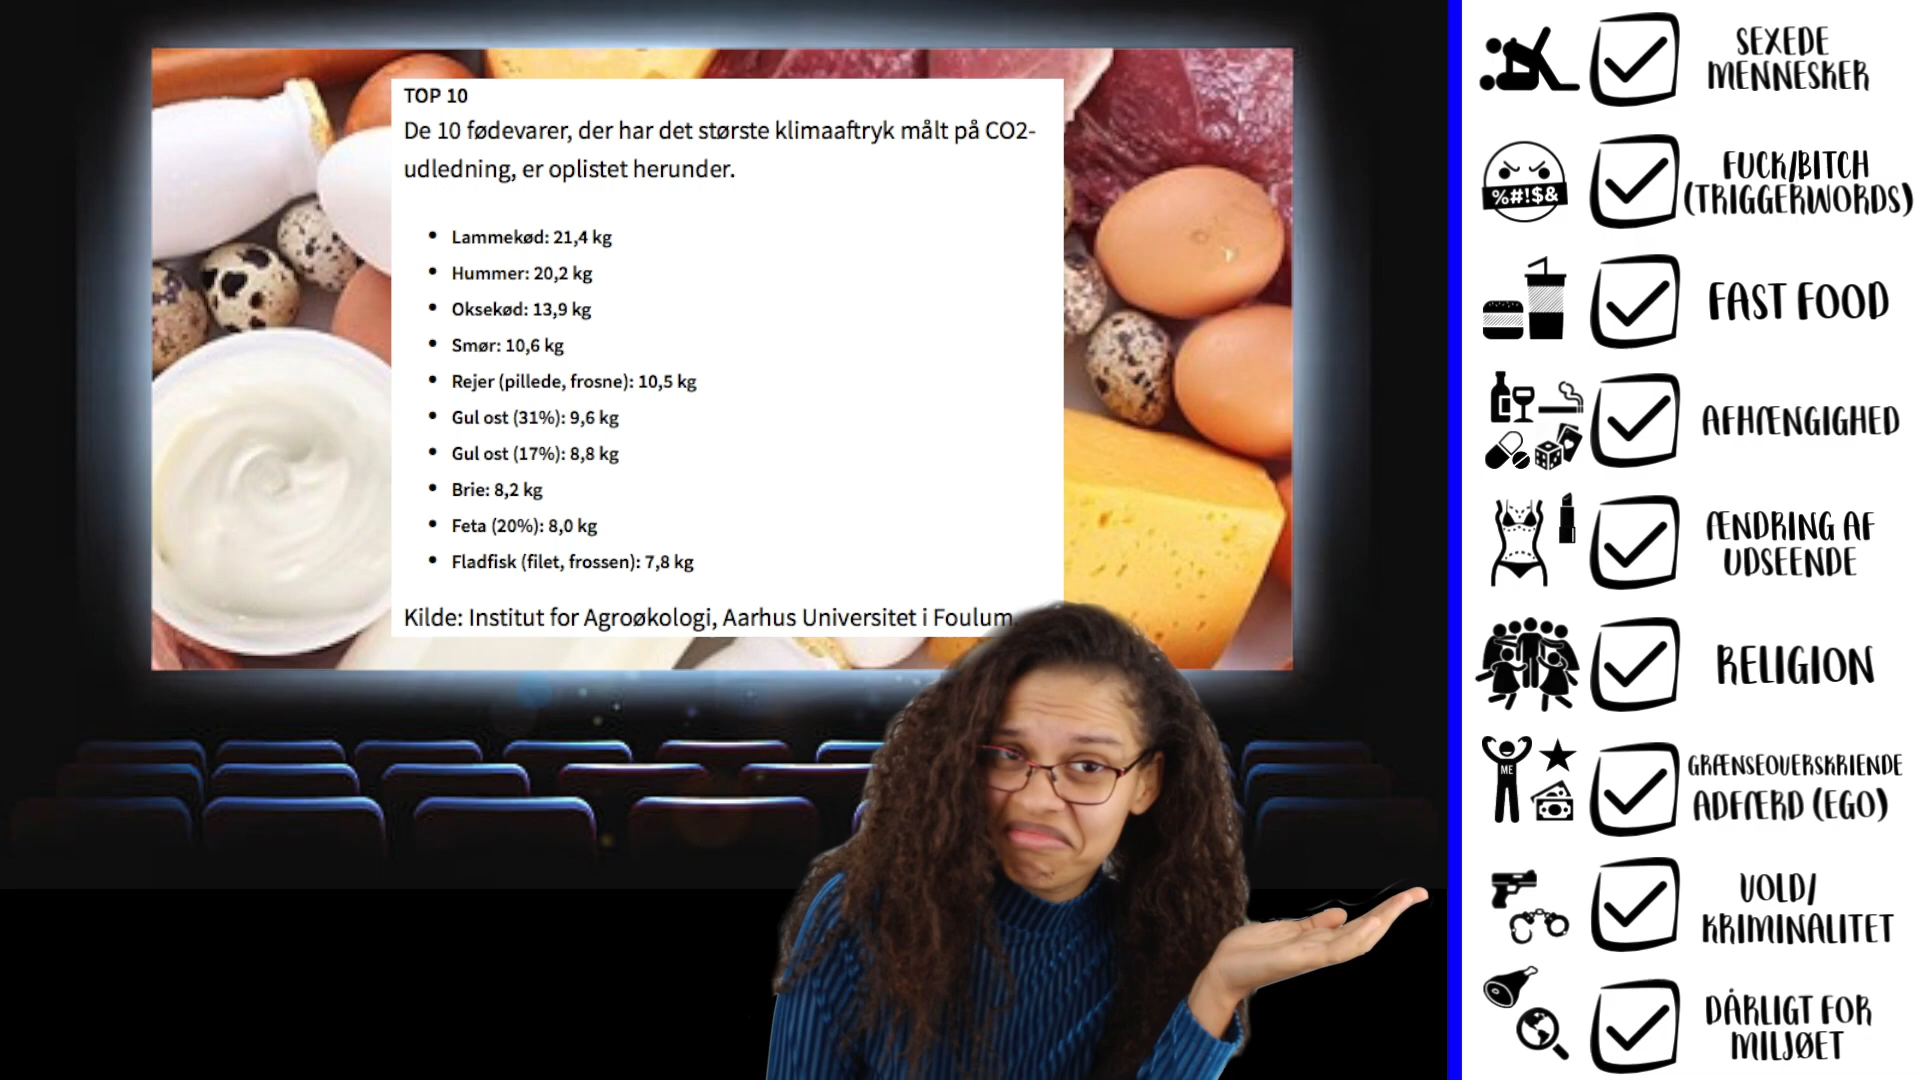 TOP 10
De 10 fødevarer, der har det største klimaaftryk målt på CO2-
udledning, er oplistet herunder.
• Lammekød: 21,4 kg
• Hummer: 20,2 kg
• Oksekød: 13,9 kg
• Smør: 10,6 kg
• Rejer (pillede, frosne): 10,5 kg
• Gul ost (31%): 9,6 kg
• Gul ost (17%): 8,8 kg
• Brie: 8,2 kg
• Feta (20%): 8,0 kg
• Fladfisk (filet, frossen): 7,8 kg
Kilde: Institut for Agroøkologi, Aarhus Universitet i Foulum.
SEXEDE
MENNESKER
%#!$&
FUCK/BITCH
(TRIGGERWORDS)
FAST FOOD
AFHÆNGIGHED
ÆNDRING AF
UDSEENDE
RELIGION
ME
GRÆNSEOVERSKRIENDE
ADFÆRD (EGO)
VOLD/
KRIMINALITET
DÅRLIGT FOR
MILJØET